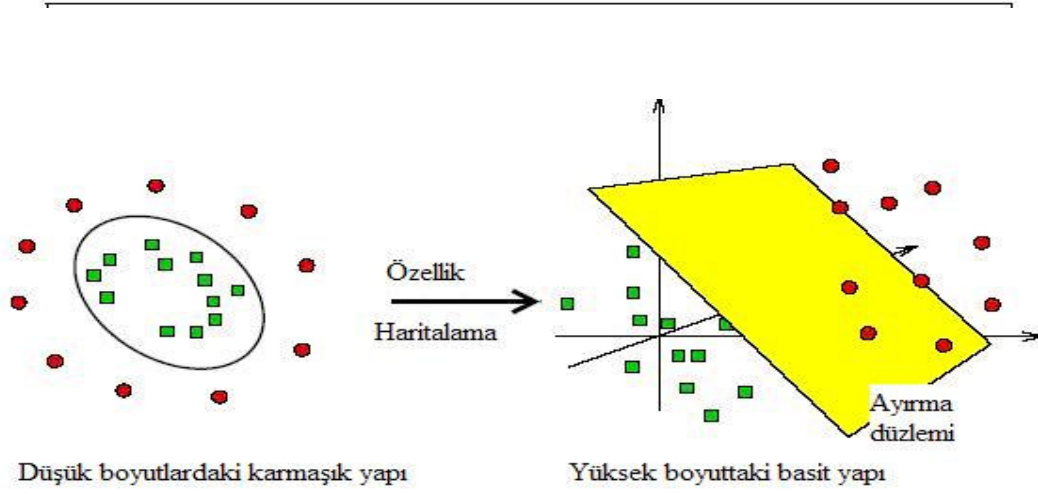 Özellik
Haritalama
Ayırma
düzlemi
Düşük boyutlardaki karmaşık yapı
Yüksek boyuttaki basit yapı